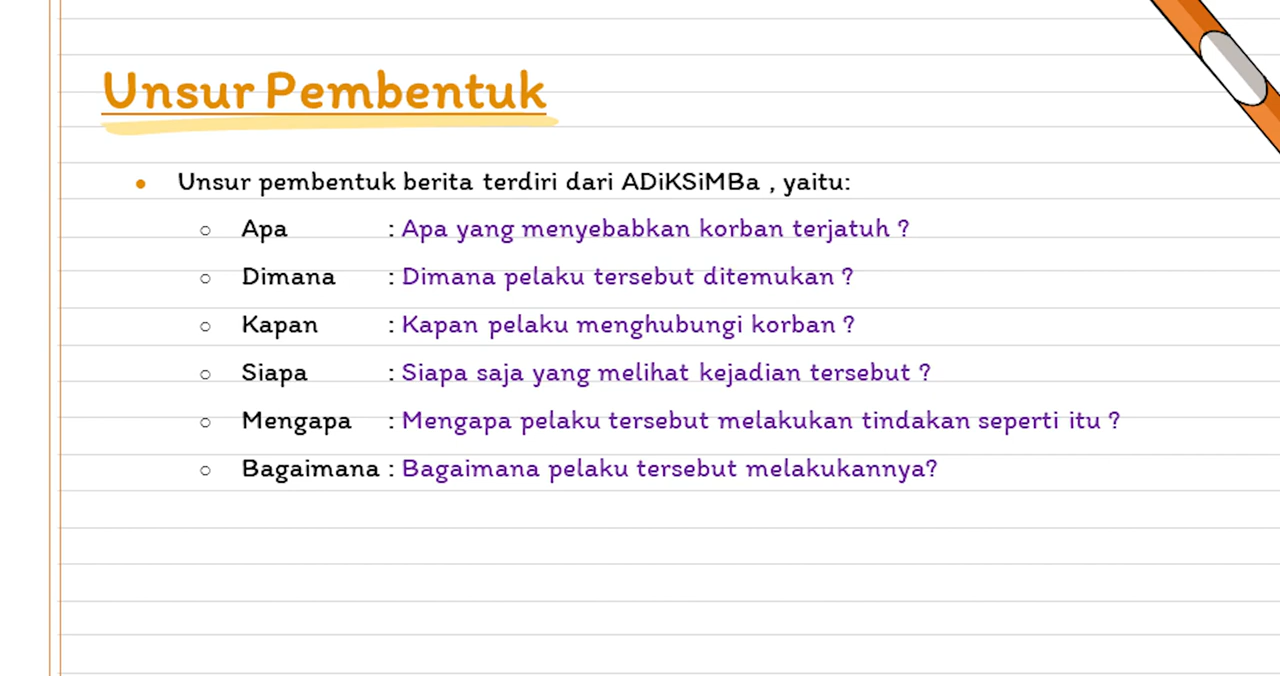 Unsur Pembentuk
• Unsur pembentuk berita terdiri dari ADiKSiMBa , yaitu:
○ Apa : Apa yang menyebabkan korban terjatuh ?
○ Dimana : Dimana pelaku tersebut ditemukan ?
○ Kapan : Kapan pelaku menghubungi korban ?
○ Siapa : Siapa saja yang melihat kejadian tersebut ?
○ Mengapa : Mengapa pelaku tersebut melakukan tindakan seperti itu ?
○ Bagaimana : Bagaimana pelaku tersebut melakukannya?